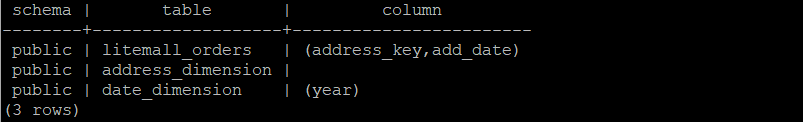 schema | table | column
--------+-------------------+-------------------------
public | litemall_orders | (address_key,add_date)
public | address_dimension |
public | date_dimension | (year)
(3 rows)